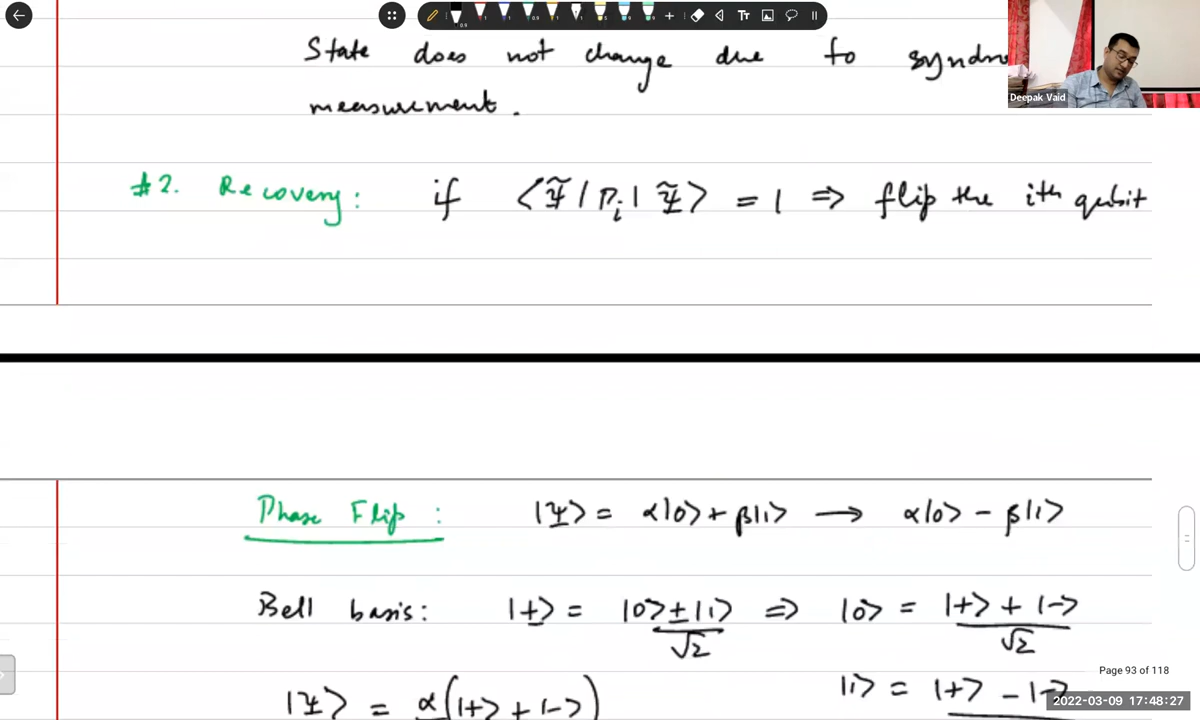 State does not change due to syndro
measurement.
Deepak Vaid
#2. Recovery: if ⟨Ψ̃|P_i|Ψ̃⟩ = 1 ⇒ flip the ith qubit
Phase Flip: |Ψ⟩ = α|0⟩ + β|1⟩ → α|0⟩ - β|1⟩
Bell basis: |±⟩ = |0⟩±|1⟩/√2 ⇒ |0⟩ = |+⟩ + |-⟩/√2
Page 93 of 118
|Ψ⟩ = α(|+⟩ + |-⟩) |1⟩ = |+⟩ - |-⟩
2022-03-09 17:48:27